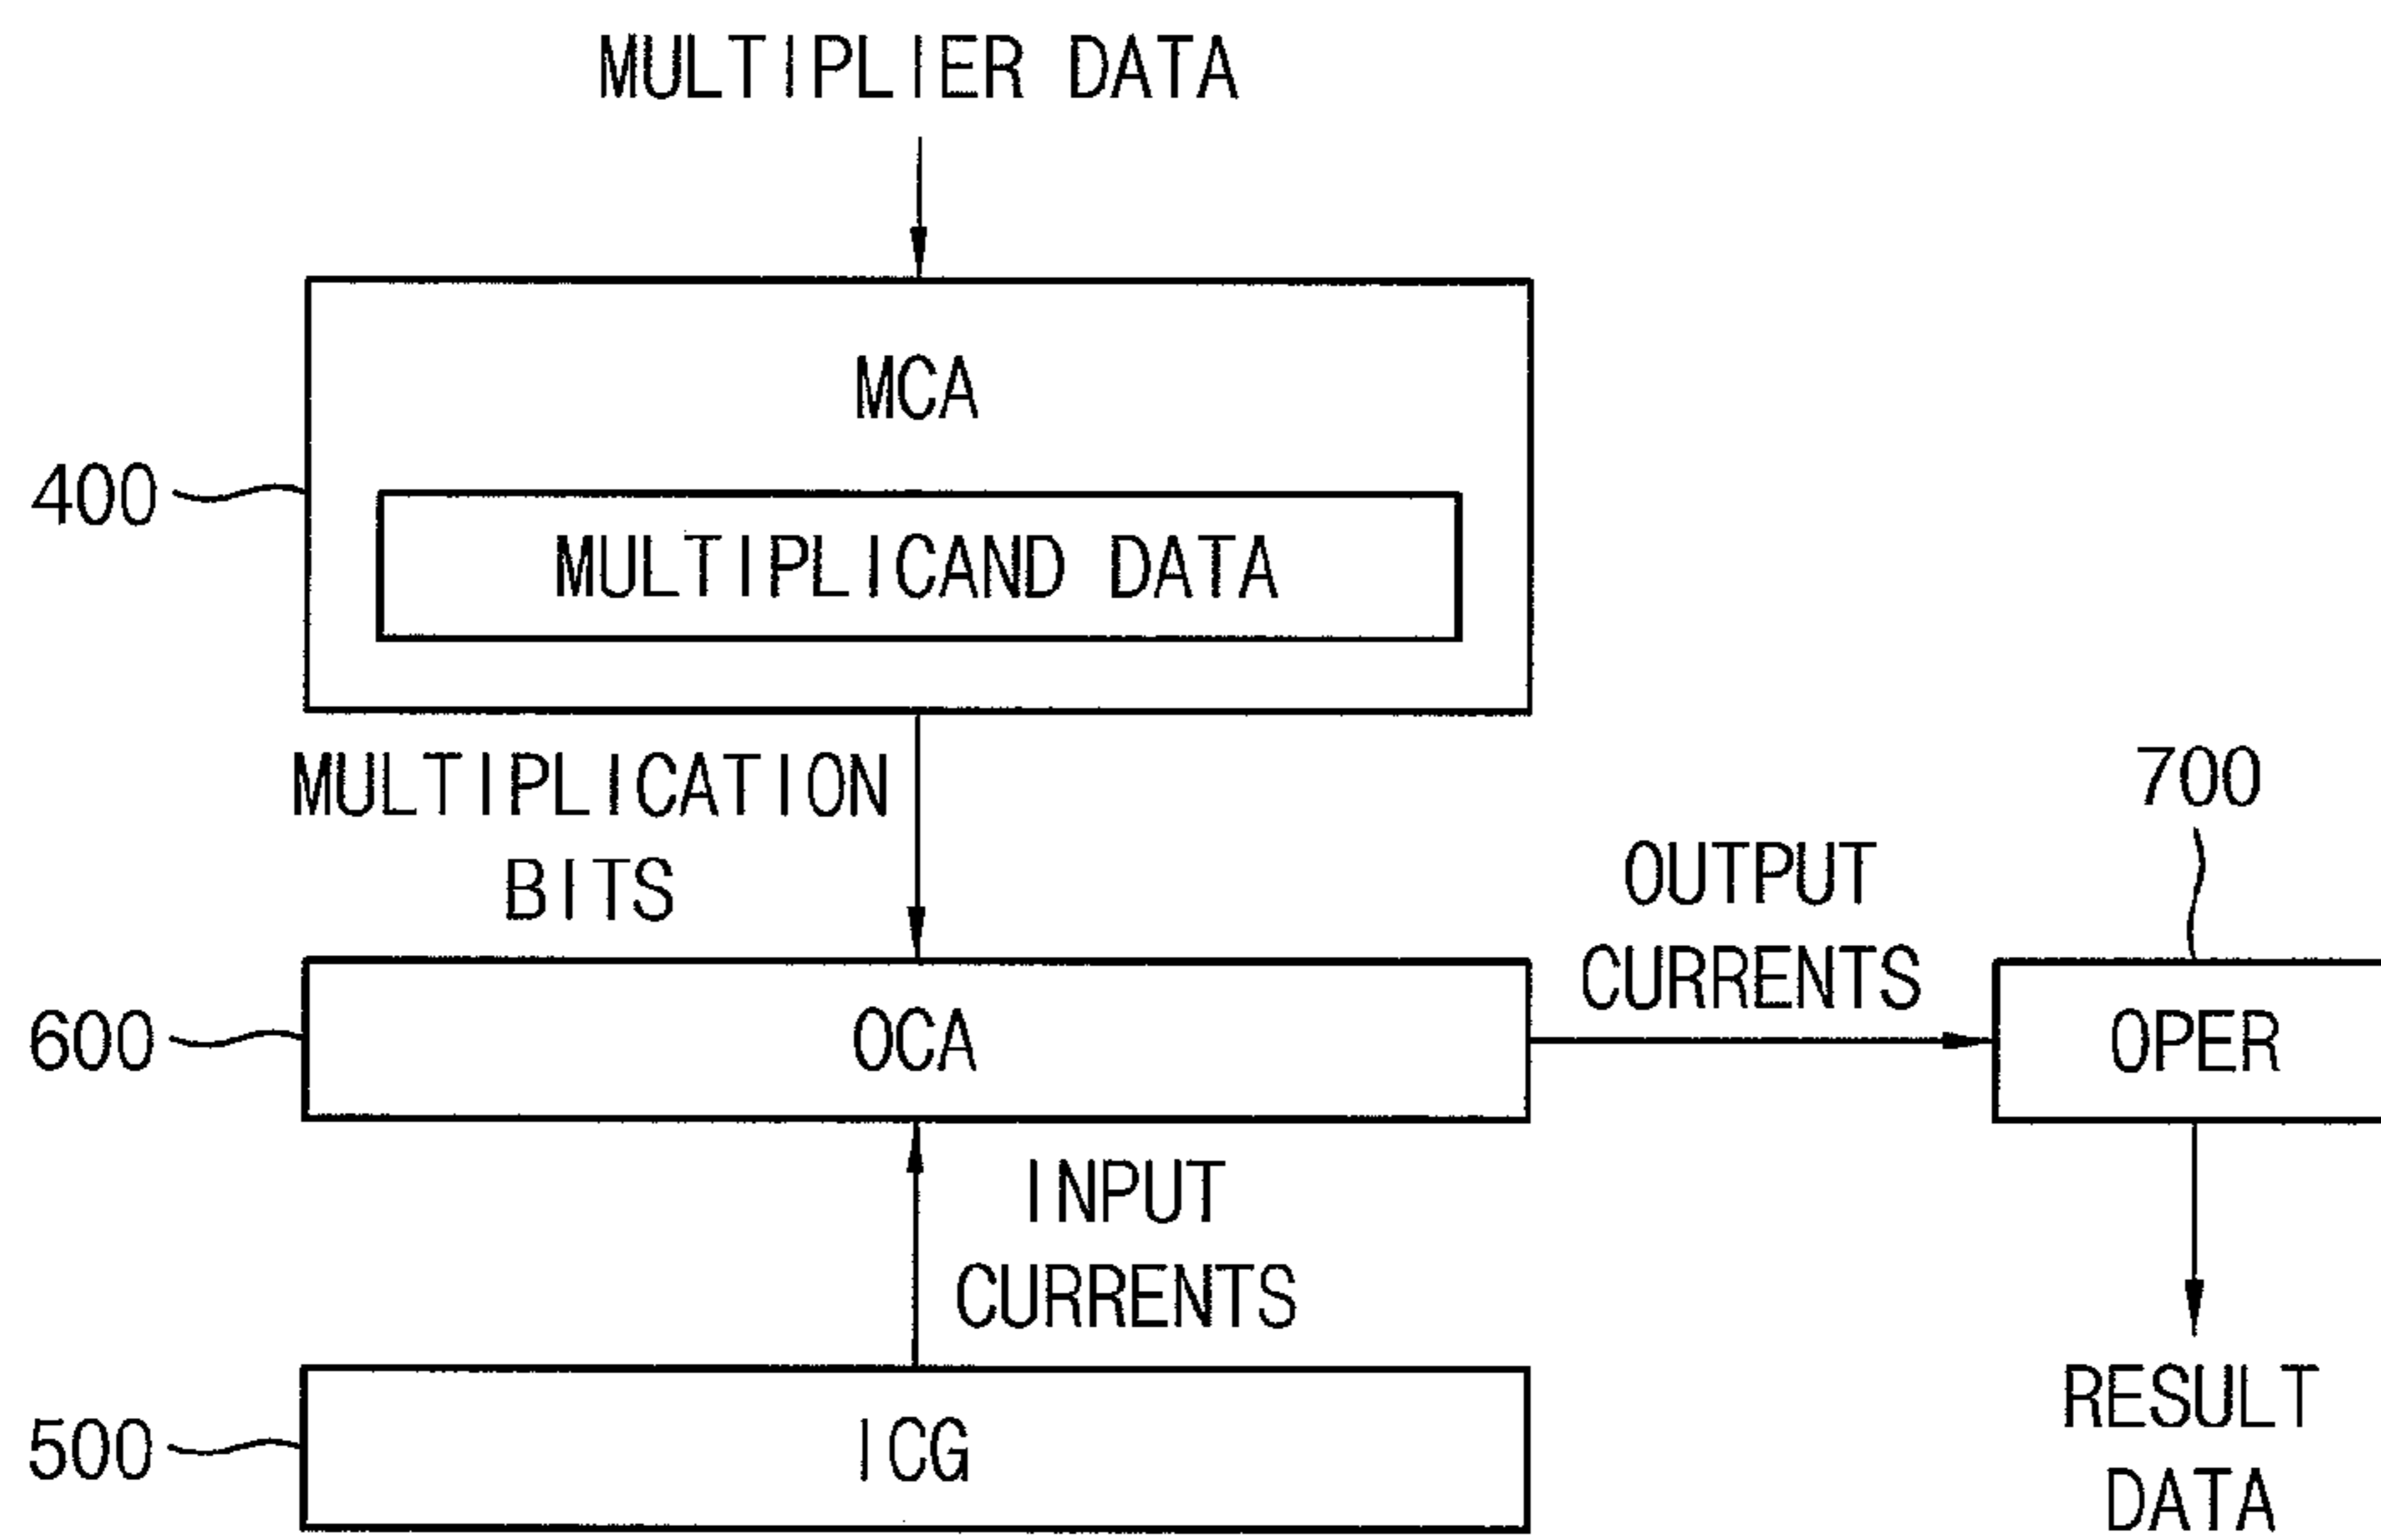 MULTIPLIER DATA
MCA
400
MULTIPLICAND DATA
MULTIPLICATION
BITS
700
OUTPUT
CURRENTS
600
OCA
OPER
INPUT
CURRENTS
500
ICG
RESULT
DATA